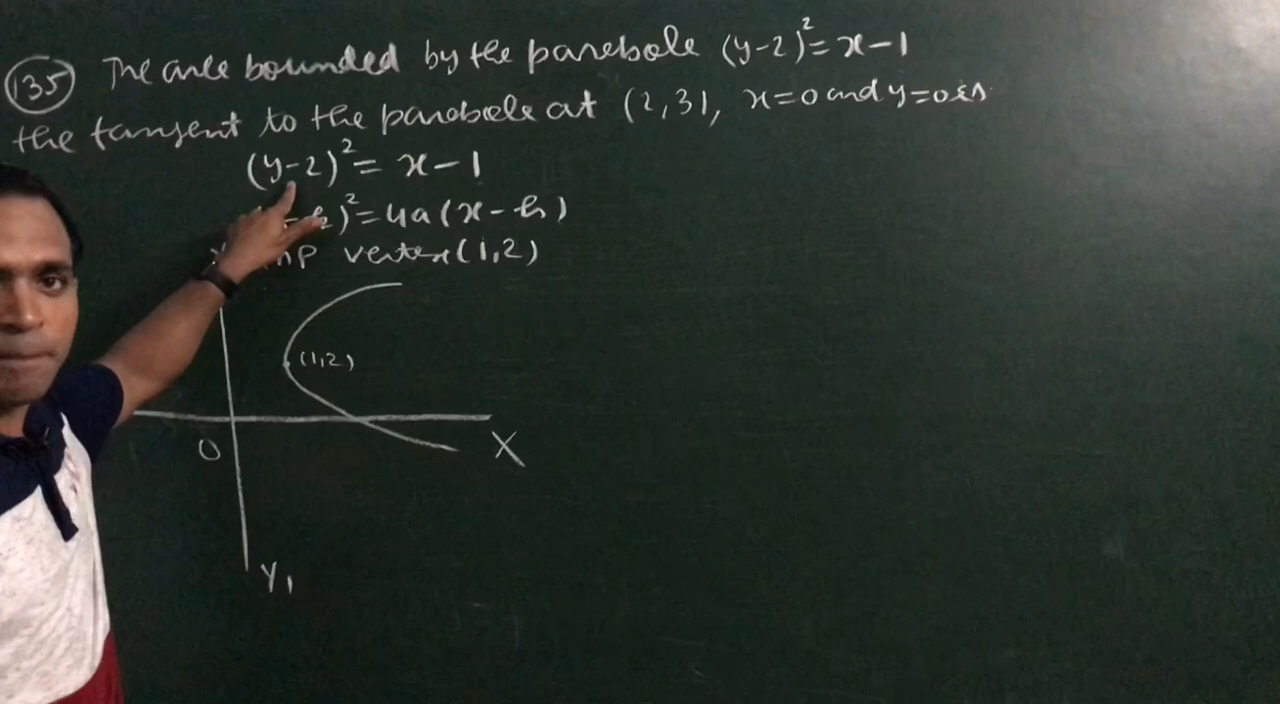 (135) The area bounded by the parabola (y-2)²=x-1
the tangent to the parabola at (2,3), x=0 and y=0 is
(y-2)²=x-1
)²=4a(x-h)
vertex(1,2)
(1,2)
O
X
Y₁